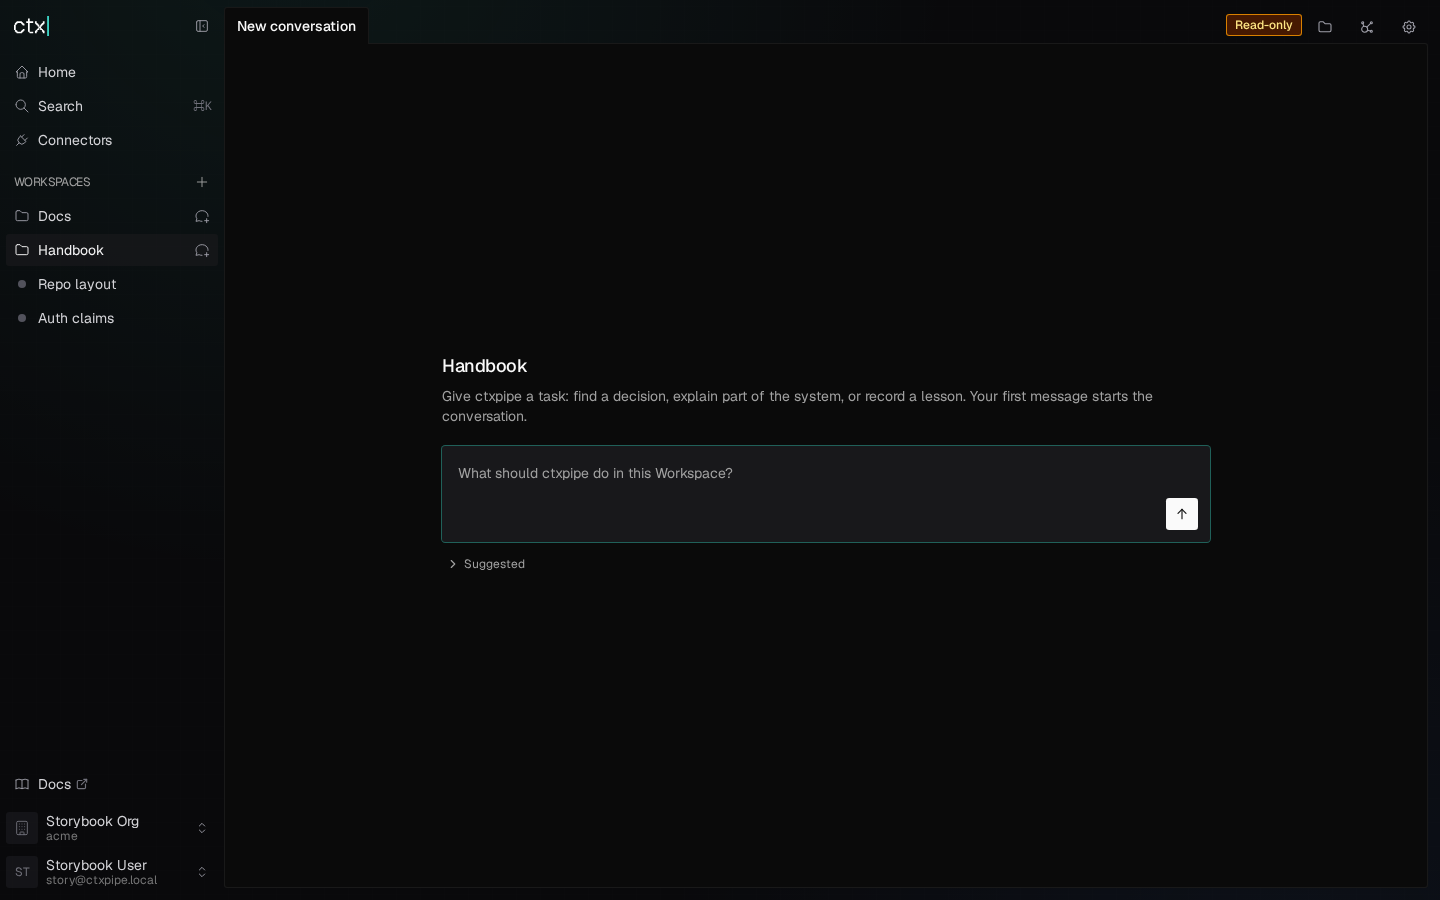 ctx
Home
Search ⌘K
Connectors
WORKSPACES
Docs
Handbook
Repo layout
Auth claims
Docs
Storybook Org
acme
ST
Storybook User
story@ctxpipe.local
New conversation
Read-only
Handbook
Give ctxpipe a task: find a decision, explain part of the system, or record a lesson. Your first message starts the
conversation.
What should ctxpipe do in this Workspace?
Suggested